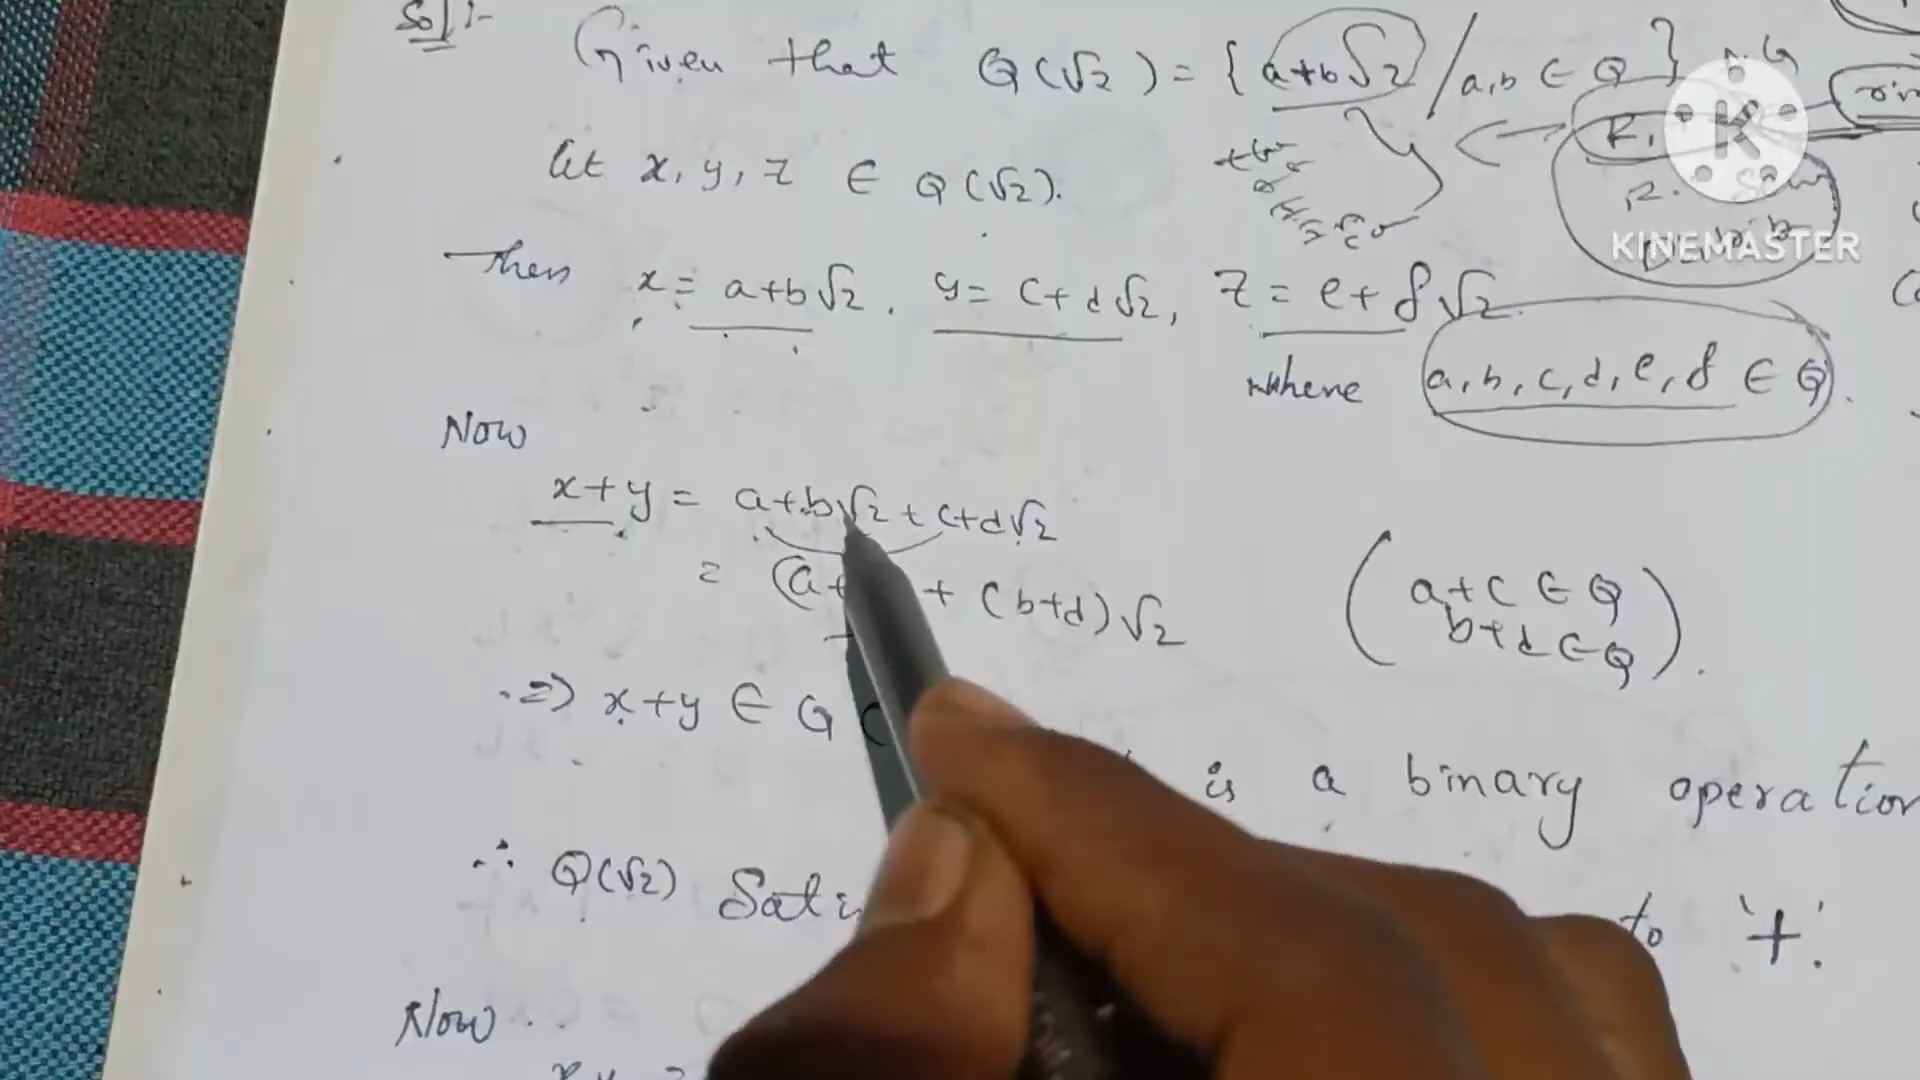 Sol :-
Given that Q(√2) = { a+b√2 / a,b ∈ Q }
let x, y, z ∈ Q(√2).
Then x = a+b√2 , y = c+d√2, z = e+f√2
where a, b, c, d, e, f ∈ Q.
KINEMASTER
Now
x+y = a+b√2 + c+d√2
= (a+ + (b+d)√2
( a+c ∈ Q
b+d ∈ Q ).
⇒ x+y ∈ Q ( is a binary operation
∴ Q(√2) to '+'.
Now